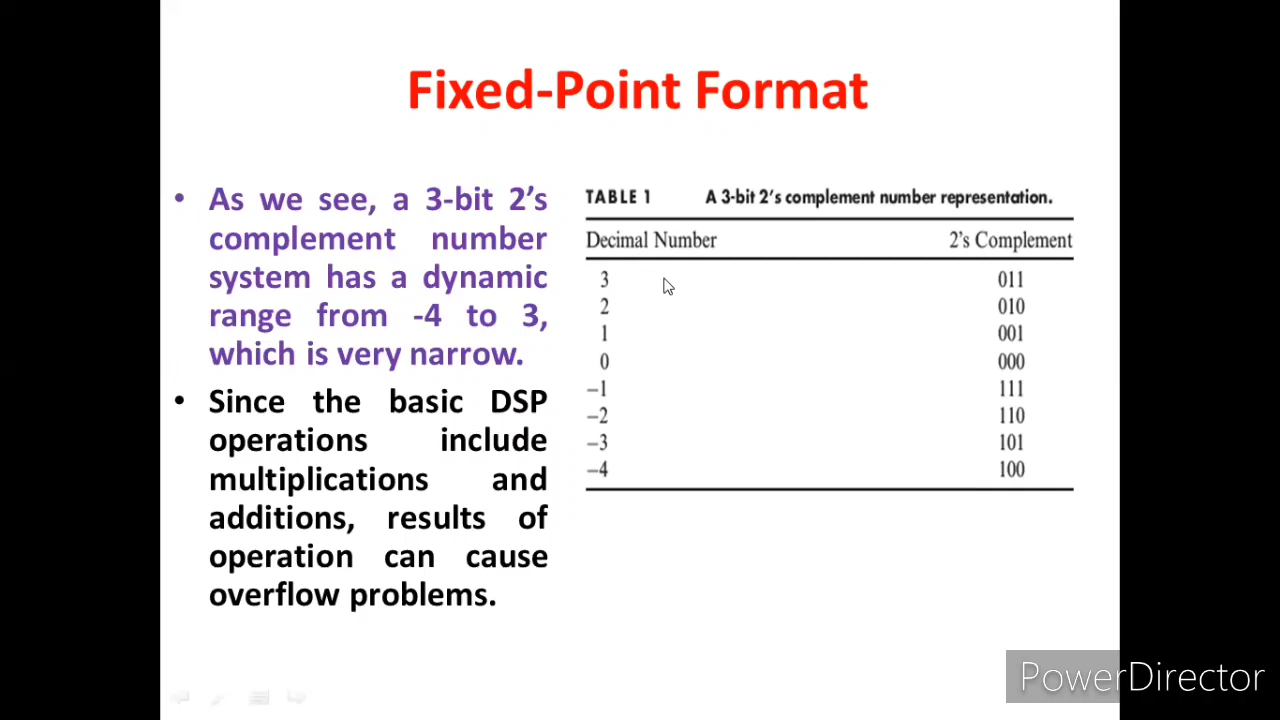 Fixed-Point Format
• As we see, a 3-bit 2's
complement number
system has a dynamic
range from -4 to 3,
which is very narrow.
• Since the basic DSP
operations include
multiplications and
additions, results of
operation can cause
overflow problems.
TABLE 1 A 3-bit 2's complement number representation.
Decimal Number 2's Complement
3 011
2 010
1 001
0 000
−1 111
−2 110
−3 101
−4 100
PowerDirector